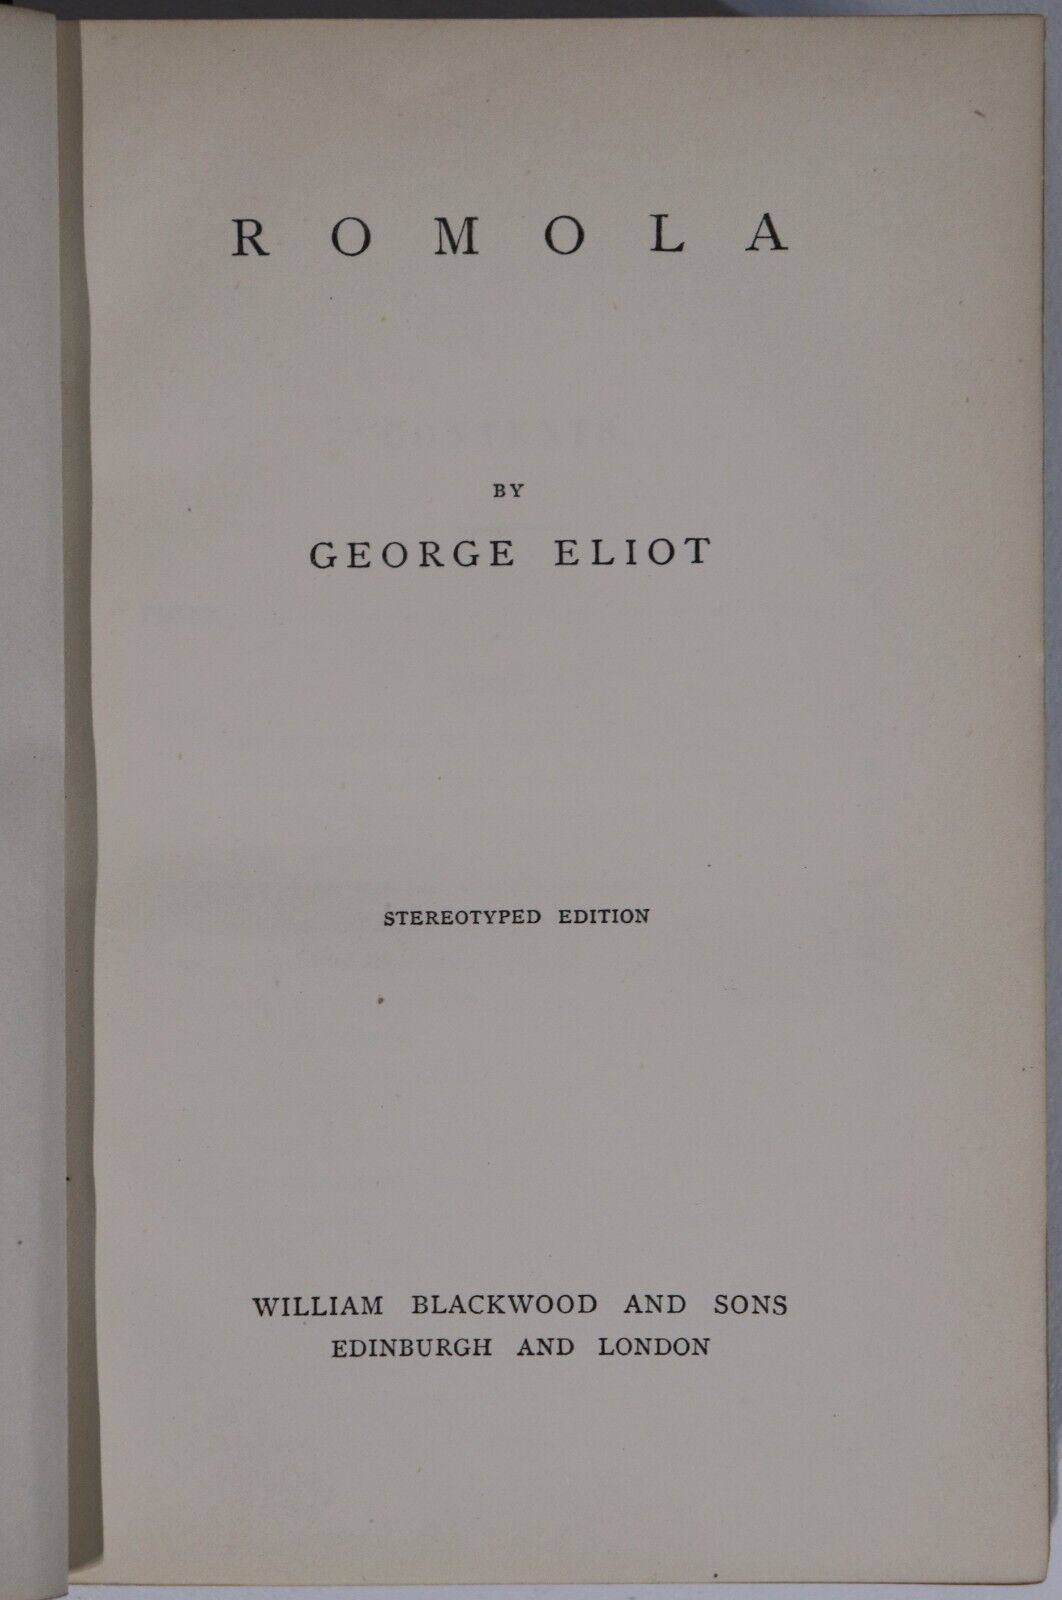 ROMOLA
BY
GEORGE ELIOT
STEREOTYPED EDITION
WILLIAM BLACKWOOD AND SONS
EDINBURGH AND LONDON